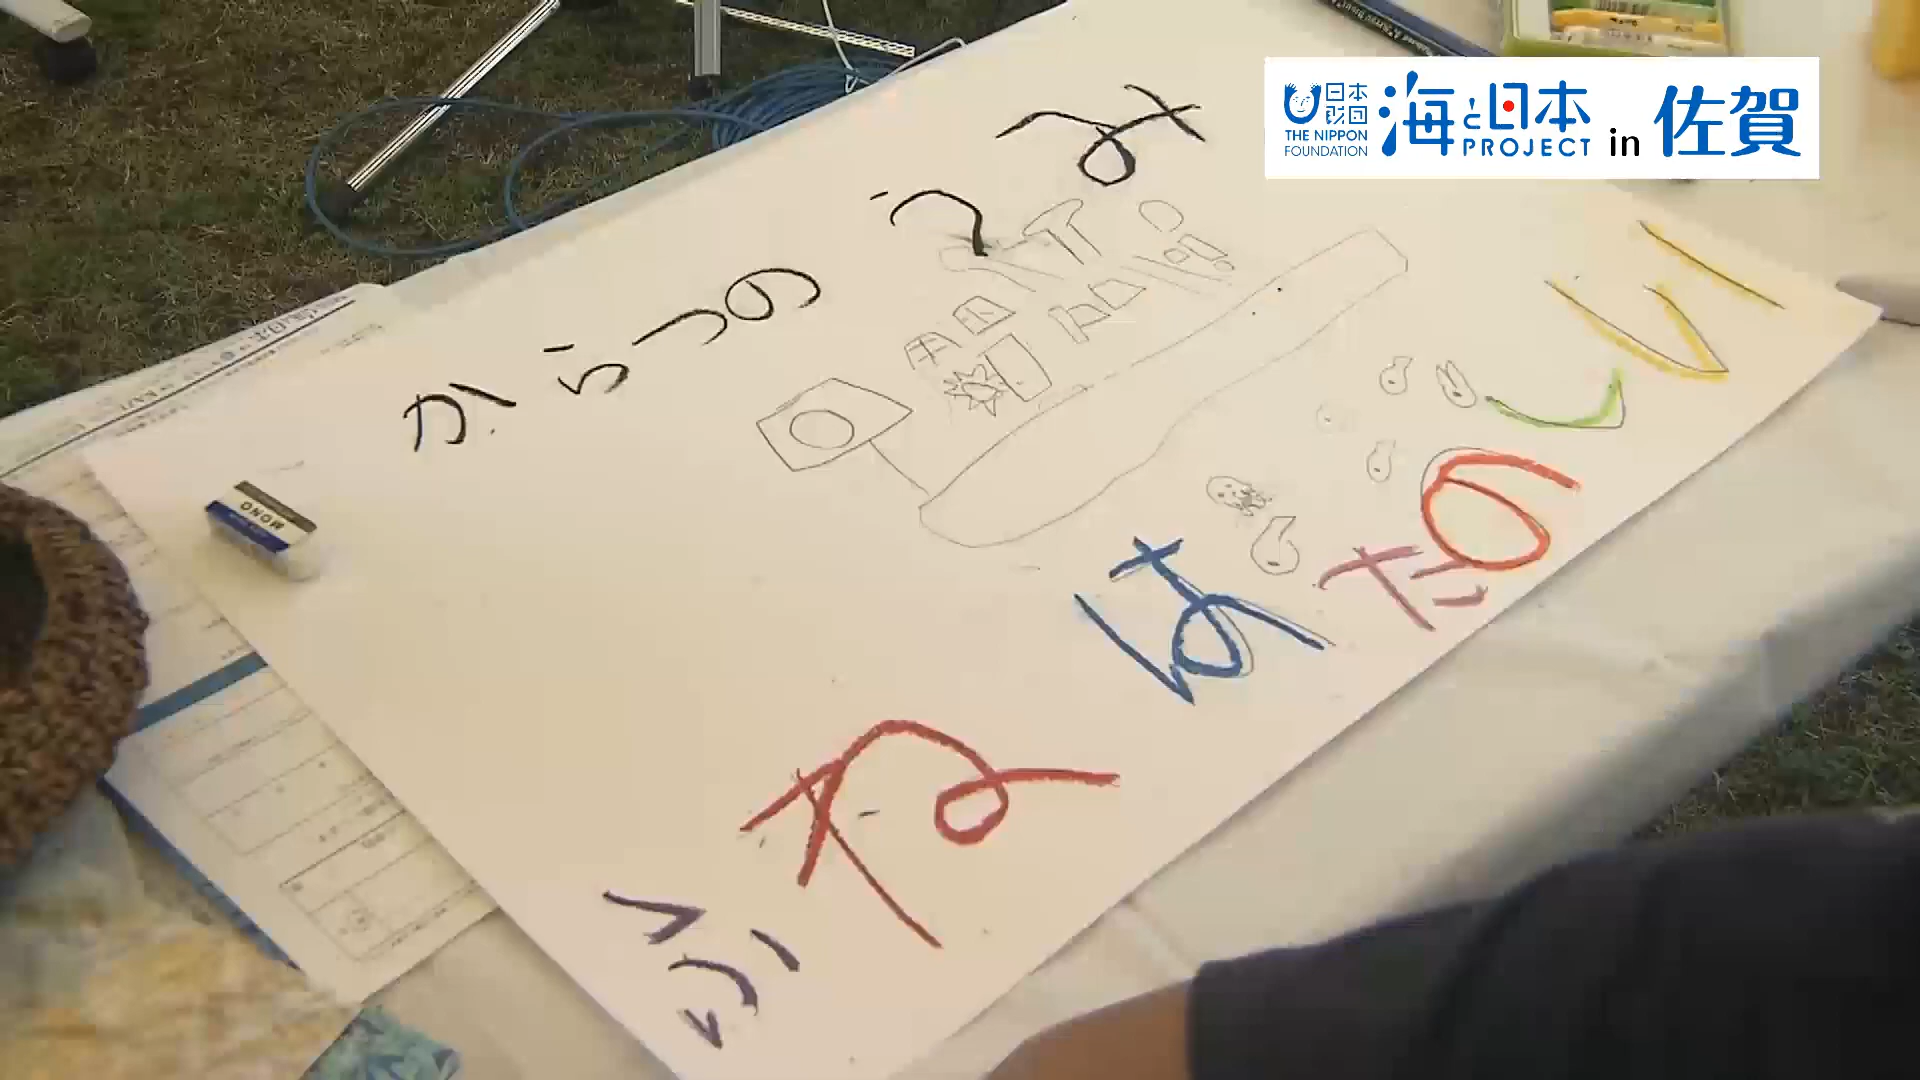 日本
財団
THE NIPPON
FOUNDATION
海と日本
PROJECT in 佐賀
からつの うみ
ふねは たのしい
MONO